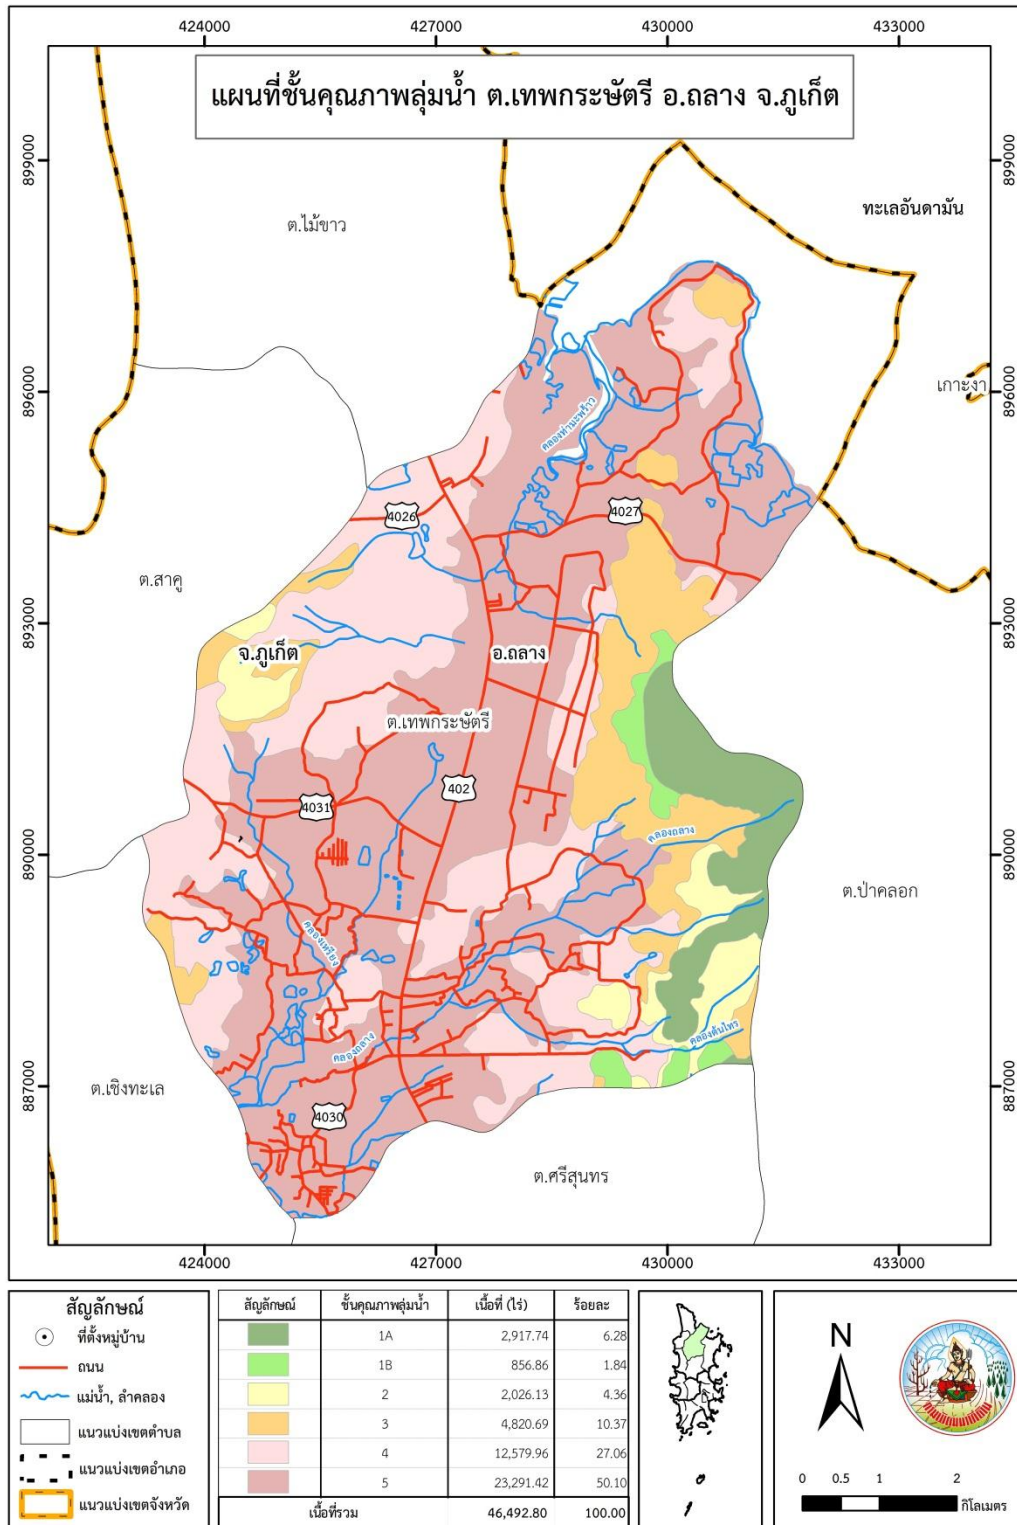 424000 427000 430000 433000
แผนที่ชั้นคุณภาพลุ่มน้ำ ต.เทพกระษัตรี อ.ถลาง จ.ภูเก็ต
899000 899000
ทะเลอันดามัน
ต.ไม้ขาว
896000 896000
เกาะงา
คลองท่ามะพร้าว
4026 4027
ต.สาคู
893000 893000
จ.ภูเก็ต อ.ถลาง
ต.เทพกระษัตรี
402
4031
คลองถลาง
890000 890000
ต.ป่าคลอก
คลองเหรียง
คลองต้นไทร
คลองถลาง
887000 887000
ต.เชิงทะเล
4030
ต.ศรีสุนทร
424000 427000 430000 433000
สัญลักษณ์
ที่ตั้งหมู่บ้าน
ถนน
แม่น้ำ, ลำคลอง
แนวแบ่งเขตตำบล
แนวแบ่งเขตอำเภอ
แนวแบ่งเขตจังหวัด
สัญลักษณ์ ชั้นคุณภาพลุ่มน้ำ เนื้อที่ (ไร่) ร้อยละ
1A 2,917.74 6.28
1B 856.86 1.84
2 2,026.13 4.36
3 4,820.69 10.37
4 12,579.96 27.06
5 23,291.42 50.10
เนื้อที่รวม 46,492.80 100.00
N
0 0.5 1 2
กิโลเมตร